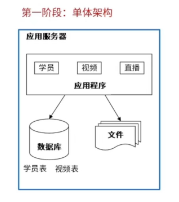 第一阶段：单体架构
应用服务器
学员 视频 直播
应用程序
数据库 文件
学员表 视频表